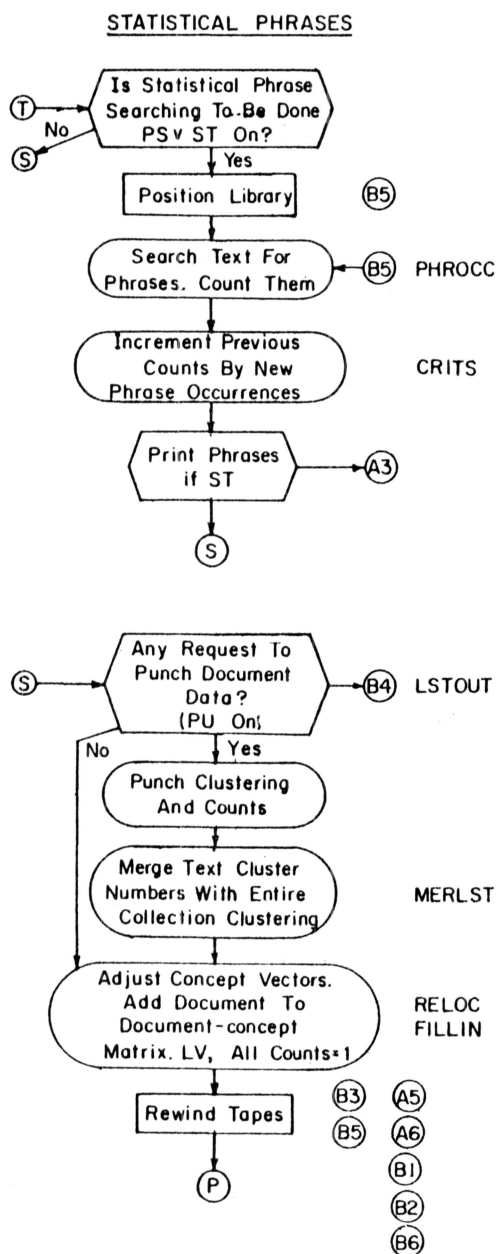 STATISTICAL PHRASES
Is Statistical Phrase
Searching To Be Done
PS v ST On?
T
No
S
Yes
Position Library
B5
Search Text For
Phrases. Count Them
B5
PHROCC
Increment Previous
Counts By New
Phrase Occurrences
CRITS
Print Phrases
if ST
A3
S
Any Request To
Punch Document
Data?
(PU On)
S
B4
LSTOUT
No
Yes
Punch Clustering
And Counts
Merge Text Cluster
Numbers With Entire
Collection Clustering
MERLST
Adjust Concept Vectors.
Add Document To
Document-concept
Matrix. LV, All Counts=1
RELOC
FILLIN
Rewind Tapes
B3
A5
B5
A6
B1
B2
B6
P